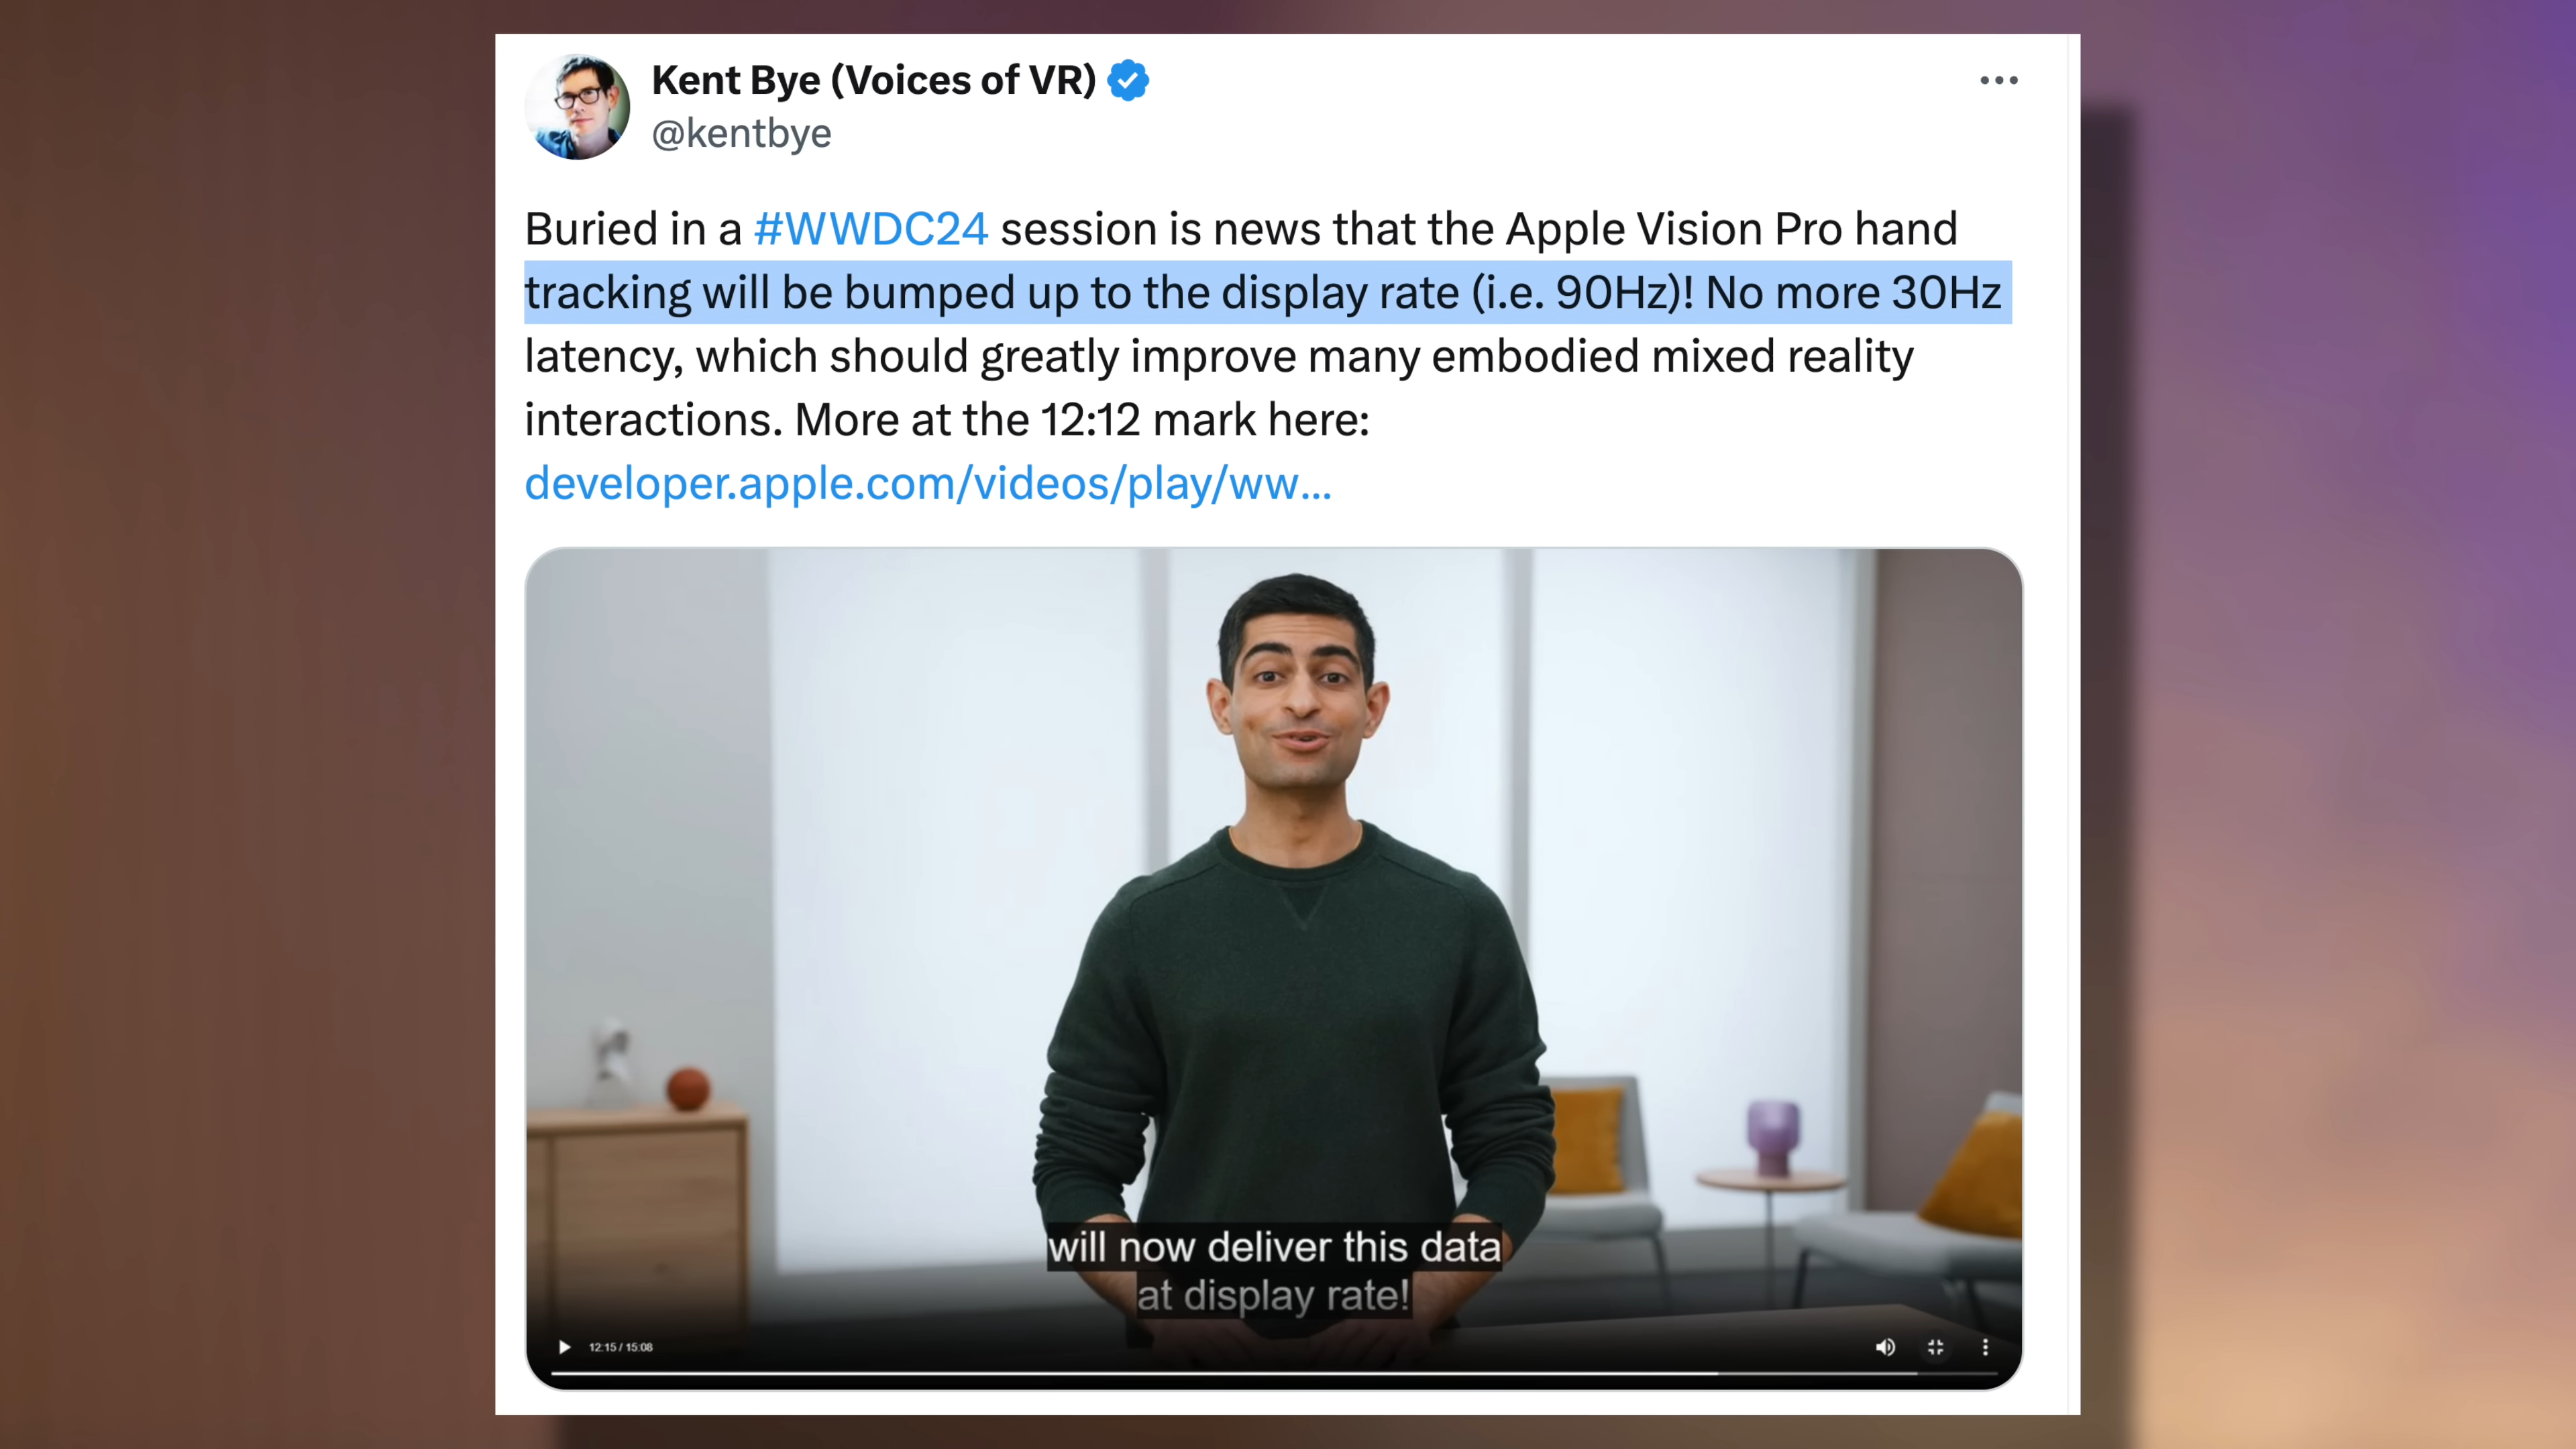 Kent Bye (Voices of VR)
@kentbye
Buried in a #WWDC24 session is news that the Apple Vision Pro hand
tracking will be bumped up to the display rate (i.e. 90Hz)! No more 30Hz
latency, which should greatly improve many embodied mixed reality
interactions. More at the 12:12 mark here:
developer.apple.com/videos/play/ww...
will now deliver this data
at display rate!
12:15 / 15:08